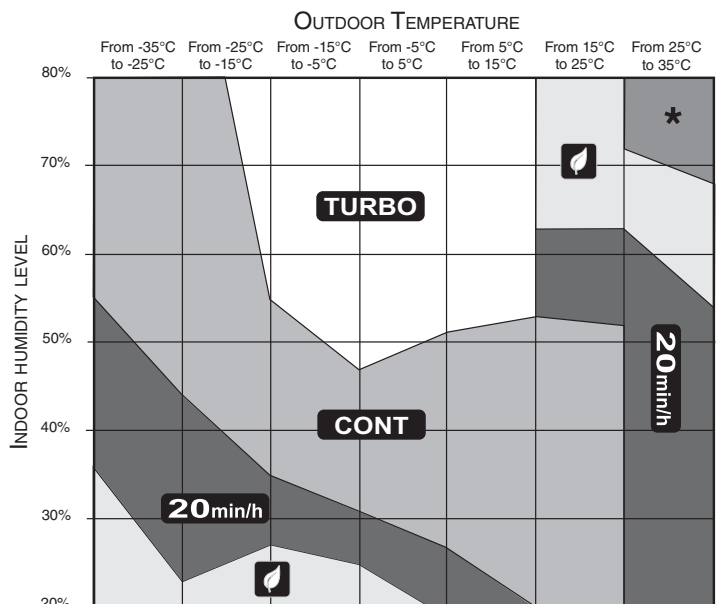 OUTDOOR TEMPERATURE
From -35°C From -25°C From -15°C From -5°C From 5°C From 15°C From 25°C
to -25°C to -15°C to -5°C to 5°C to 15°C to 25°C to 35°C
80%
*
70%
TURBO
60%
INDOOR HUMIDITY LEVEL
50%
20min/h
40%
CONT
30%
20min/h
20%